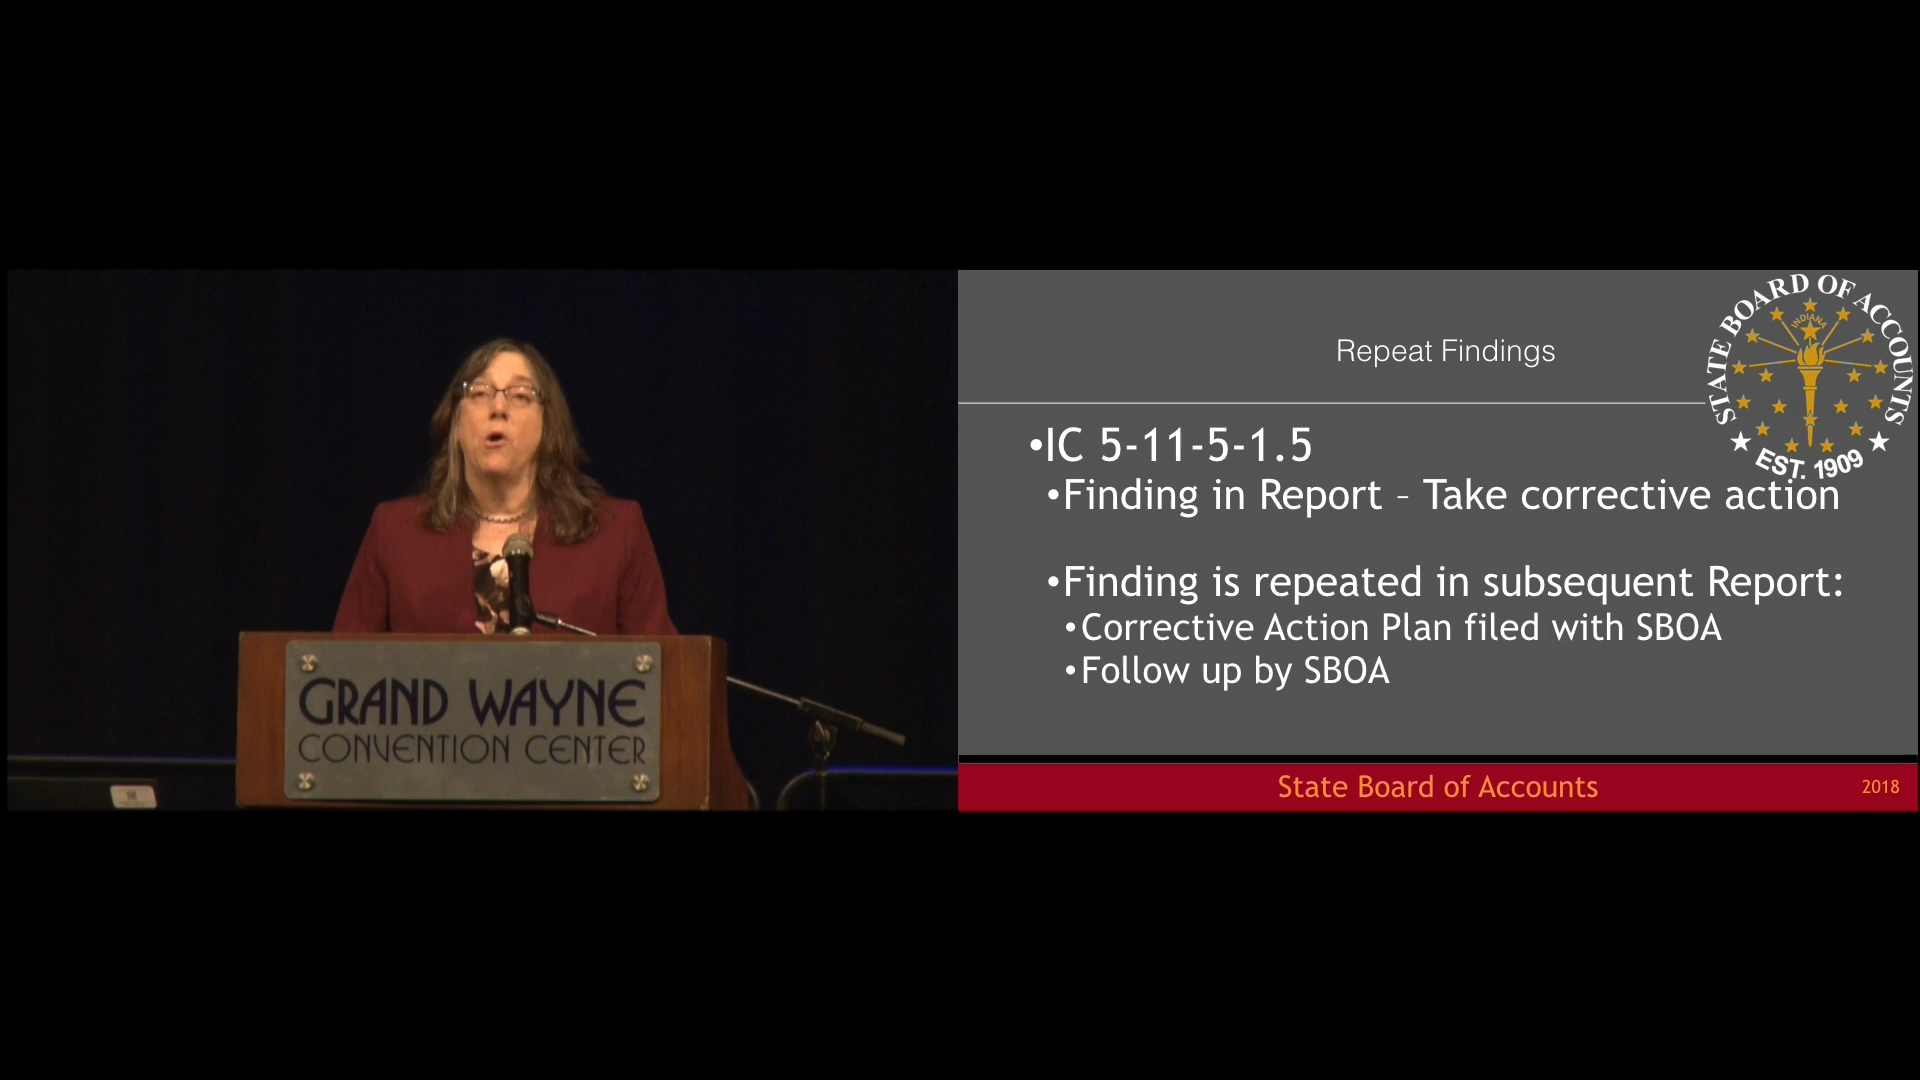 GRAND WAYNE
CONVENTION CENTER
Repeat Findings
STATE BOARD OF ACCOUNTS
INDIANA
EST. 1909
•IC 5-11-5-1.5
•Finding in Report – Take corrective action
•Finding is repeated in subsequent Report:
•Corrective Action Plan filed with SBOA
•Follow up by SBOA
State Board of Accounts
2018